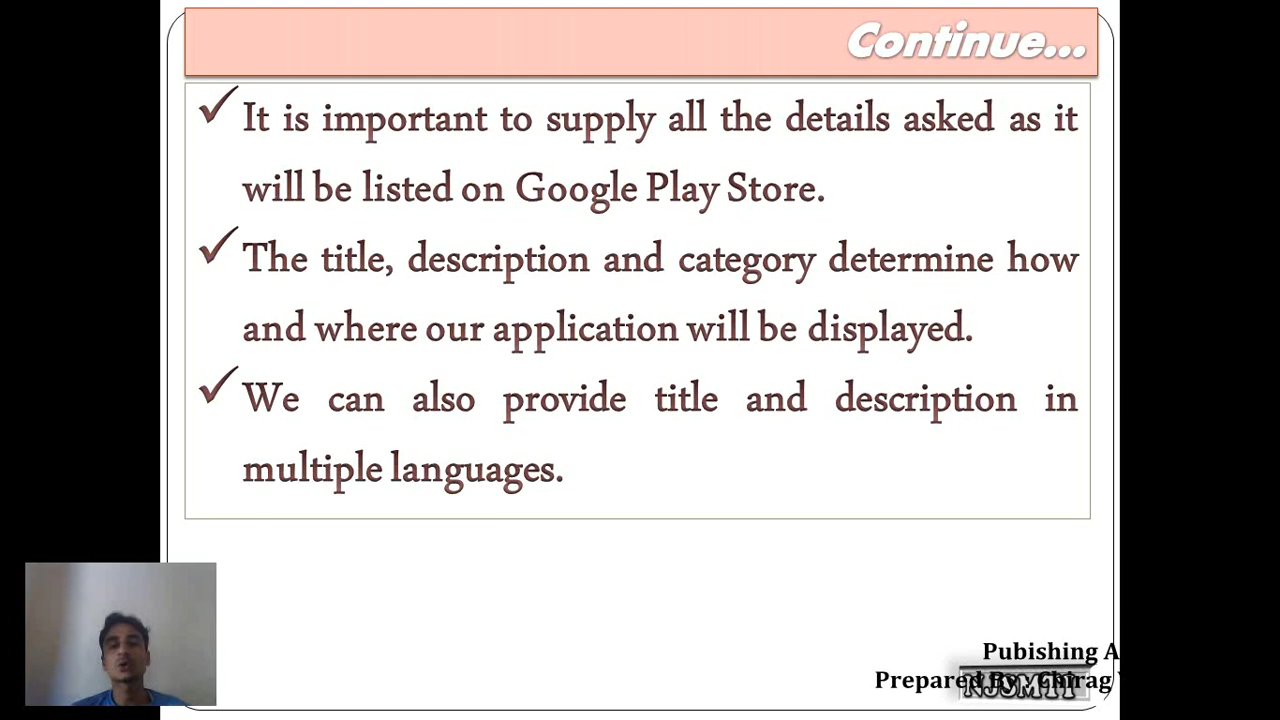 Continue...
It is important to supply all the details asked as it
will be listed on Google Play Store.
The title, description and category determine how
and where our application will be displayed.
We can also provide title and description in
multiple languages.
Pubishing A
Prepared By Chirag
NJSMTI